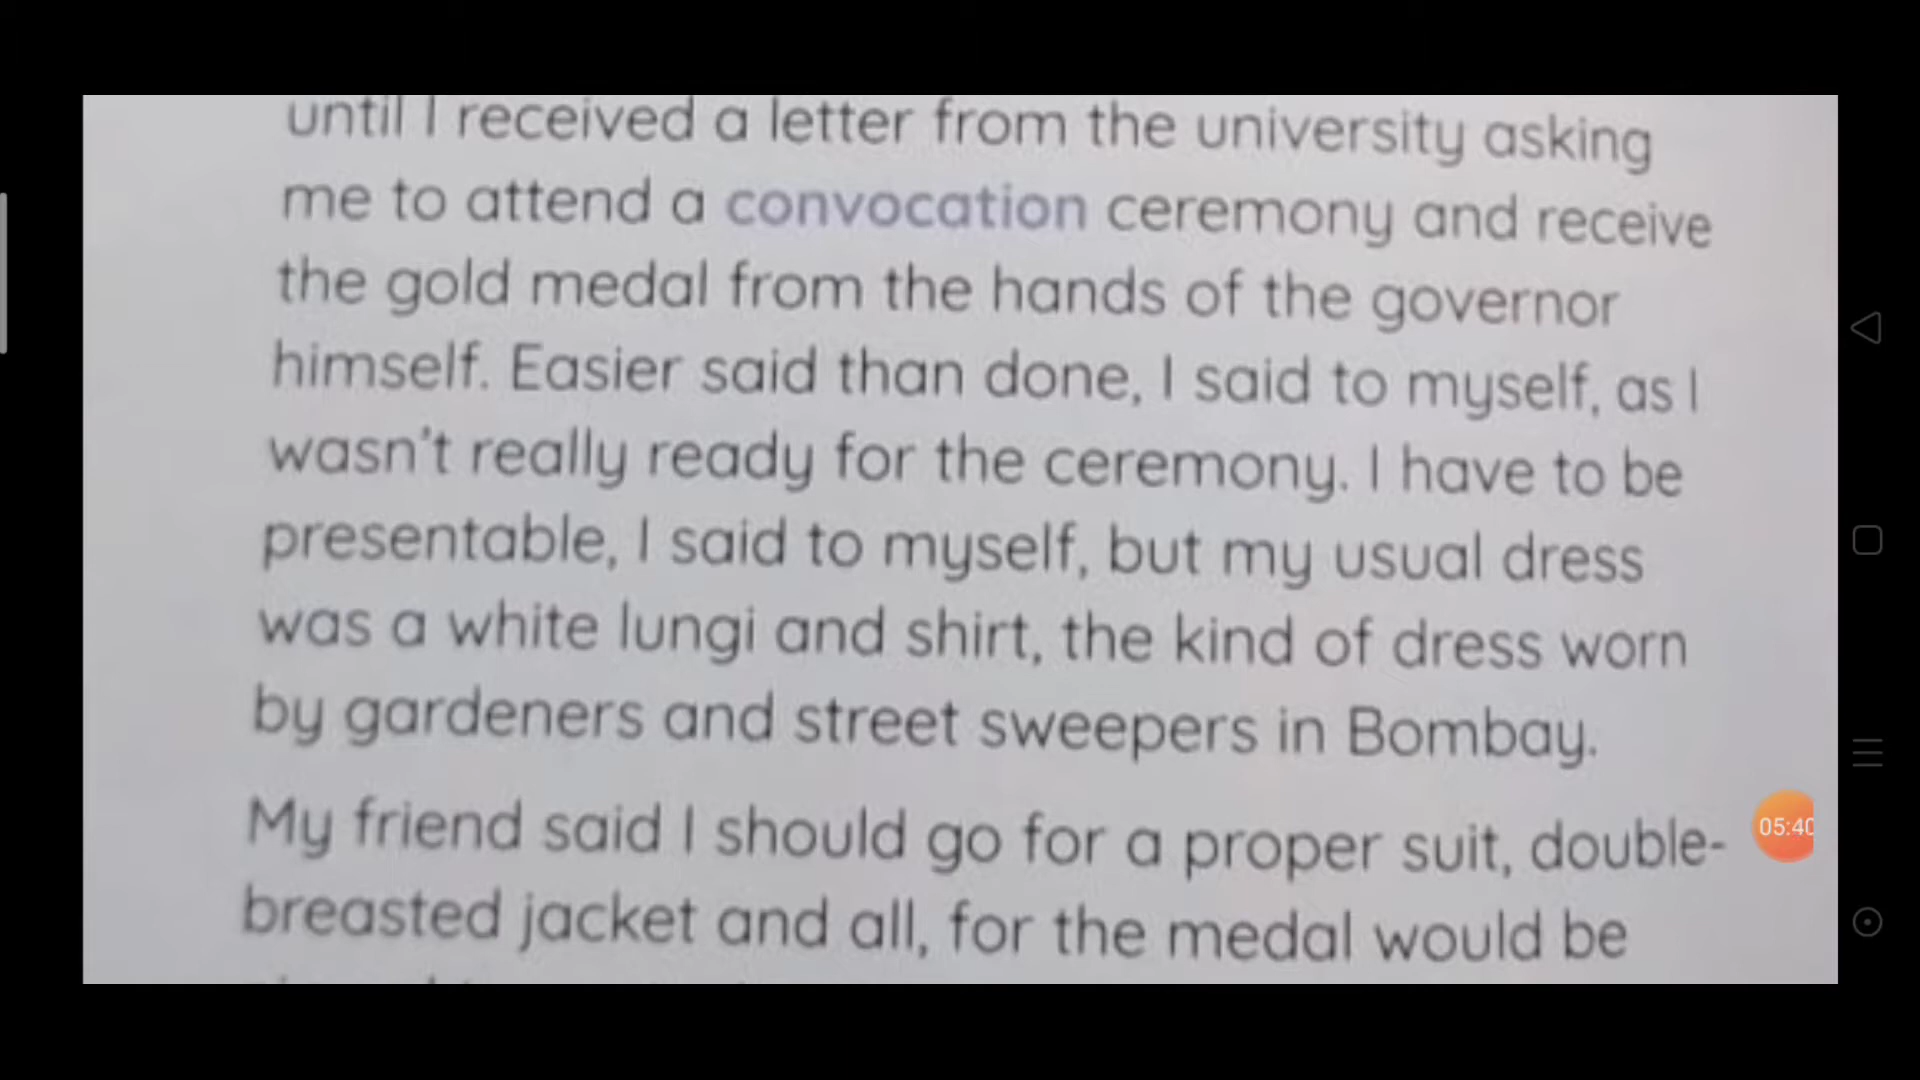 until I received a letter from the university asking
me to attend a convocation ceremony and receive
the gold medal from the hands of the governor
himself. Easier said than done, I said to myself, as I
wasn't really ready for the ceremony. I have to be
presentable, I said to myself, but my usual dress
was a white lungi and shirt, the kind of dress worn
by gardeners and street sweepers in Bombay.
My friend said I should go for a proper suit, double-
breasted jacket and all, for the medal would be
05:40